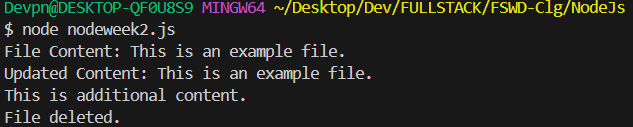 Devpn@DESKTOP-QF0U8S9 MINGW64 ~/Desktop/Dev/FULLSTACK/FSWD-Clg/NodeJs
$ node nodeweek2.js
File Content: This is an example file.
Updated Content: This is an example file.
This is additional content.
File deleted.